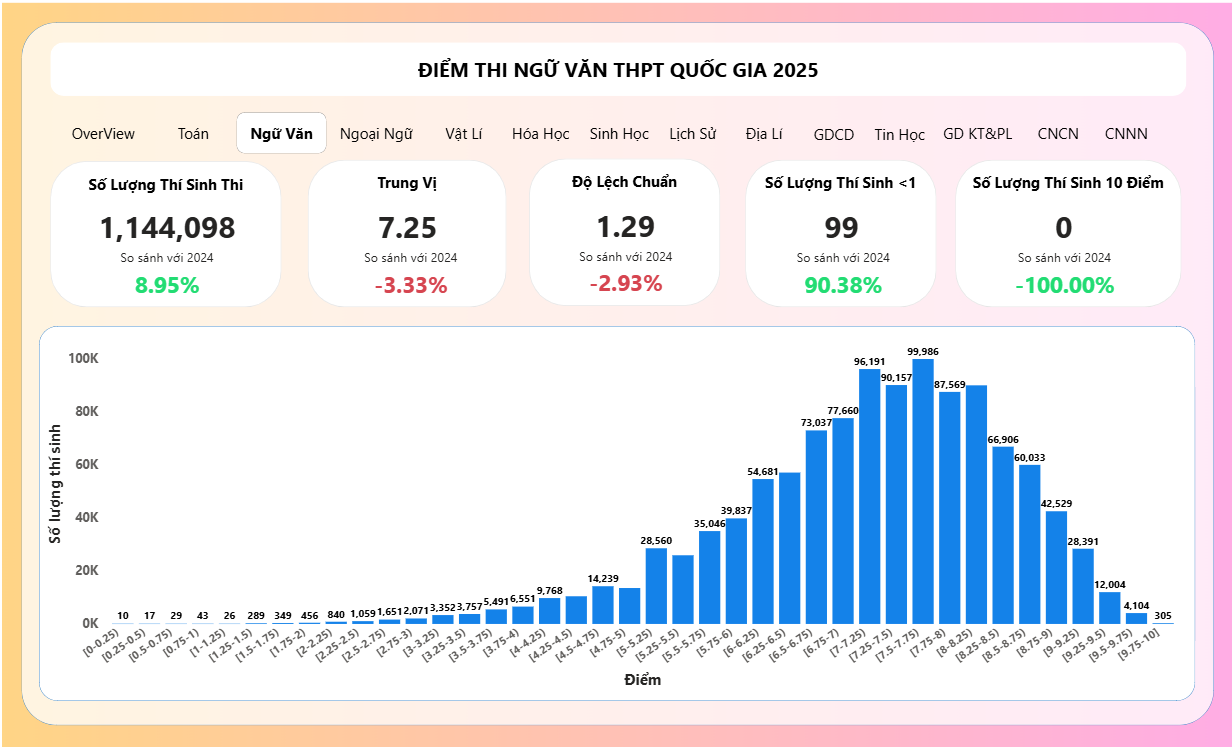 ĐIỂM THI NGỮ VĂN THPT QUỐC GIA 2025
OverView Toán Ngữ Văn Ngoại Ngữ Vật Lí Hóa Học Sinh Học Lịch Sử Địa Lí GDCD Tin Học GD KT&PL CNCN CNNN
Số Lượng Thí Sinh Thi
1,144,098
So sánh với 2024
8.95%
Trung Vị
7.25
So sánh với 2024
-3.33%
Độ Lệch Chuẩn
1.29
So sánh với 2024
-2.93%
Số Lượng Thí Sinh <1
99
So sánh với 2024
90.38%
Số Lượng Thí Sinh 10 Điểm
0
So sánh với 2024
-100.00%
Số lượng thí sinh
100K
80K
60K
40K
20K
0K
10 17 29 43 26 289 349 456 840 1,059 1,651 2,071 3,352 3,757 5,491 6,551 9,768 14,239 28,560 35,046 39,837 54,681 73,037 77,660 96,191 90,157 99,986 87,569 66,906 60,033 42,529 28,391 12,004 4,104 305
[0-0.25) [0.25-0.5) [0.5-0.75) [0.75-1) [1-1.25) [1.25-1.5) [1.5-1.75) [1.75-2) [2-2.25) [2.25-2.5) [2.5-2.75) [2.75-3) [3-3.25) [3.25-3.5) [3.5-3.75) [3.75-4) [4-4.25) [4.25-4.5) [4.5-4.75) [4.75-5) [5-5.25) [5.25-5.5) [5.5-5.75) [5.75-6) [6-6.25) [6.25-6.5) [6.5-6.75) [6.75-7) [7-7.25) [7.25-7.5) [7.5-7.75) [7.75-8) [8-8.25) [8.25-8.5) [8.5-8.75) [8.75-9) [9-9.25) [9.25-9.5) [9.5-9.75) [9.75-10]
Điểm